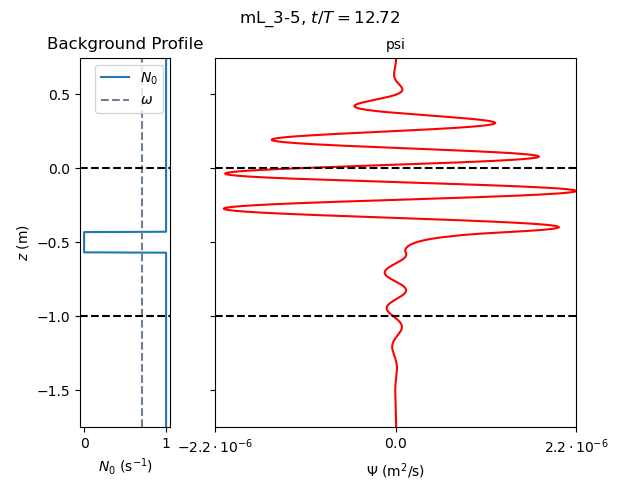 mL_3-5, t/T = 12.72
Background Profile
psi
N₀
ω
0.5
0.0
−0.5
−1.0
−1.5
z (m)
0 1
N₀ (s⁻¹)
−2.2 · 10⁻⁶ 0.0 2.2 · 10⁻⁶
Ψ (m²/s)